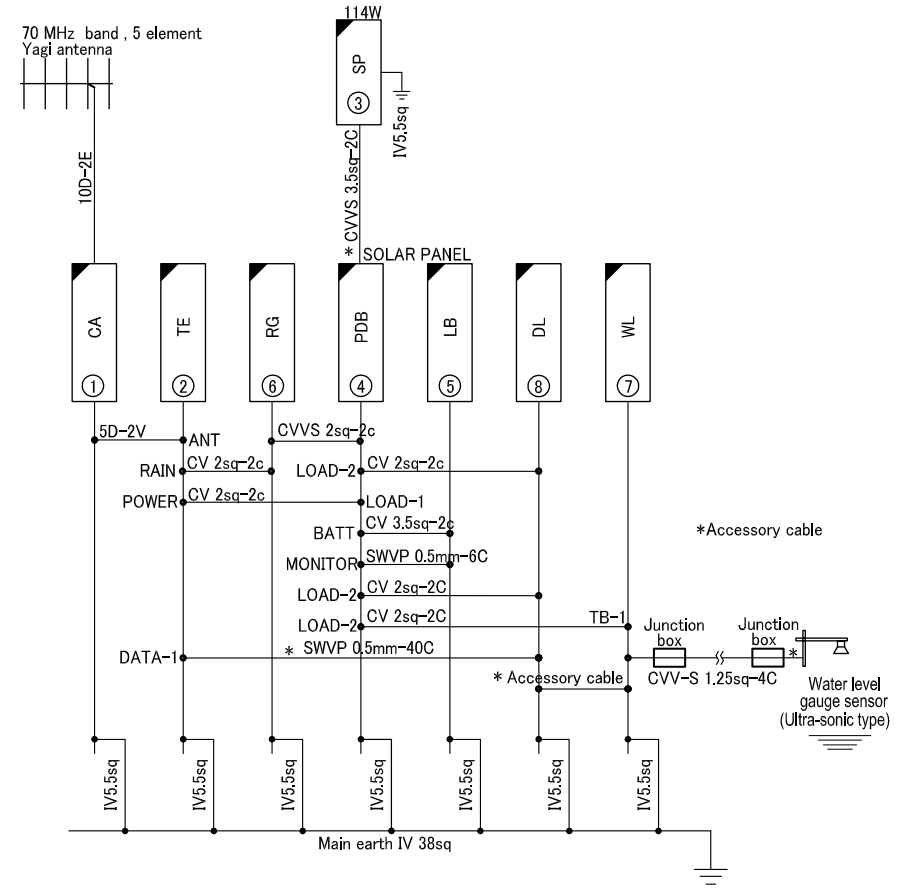 114W
70 MHz band , 5 element
Yagi antenna
SP
3
IV5.5sq
10D-2E
* CVVS 3.5sq-2C
SOLAR PANEL
CA
TE
RG
PDB
LB
DL
WL
1
2
6
4
5
8
7
5D-2V
ANT
CVVS 2sq-2c
RAIN
CV 2sq-2c
LOAD-2
CV 2sq-2c
POWER
CV 2sq-2c
LOAD-1
BATT
CV 3.5sq-2c
*Accessory cable
MONITOR
SWVP 0.5mm-6C
LOAD-2
CV 2sq-2C
LOAD-2
CV 2sq-2C
TB-1
Junction
box
Junction
box
DATA-1
* SWVP 0.5mm-40C
*
CVV-S 1.25sq-4C
* Accessory cable
Water level
gauge sensor
(Ultra-sonic type)
IV5.5sq
IV5.5sq
IV5.5sq
IV5.5sq
IV5.5sq
IV5.5sq
IV5.5sq
Main earth IV 38sq